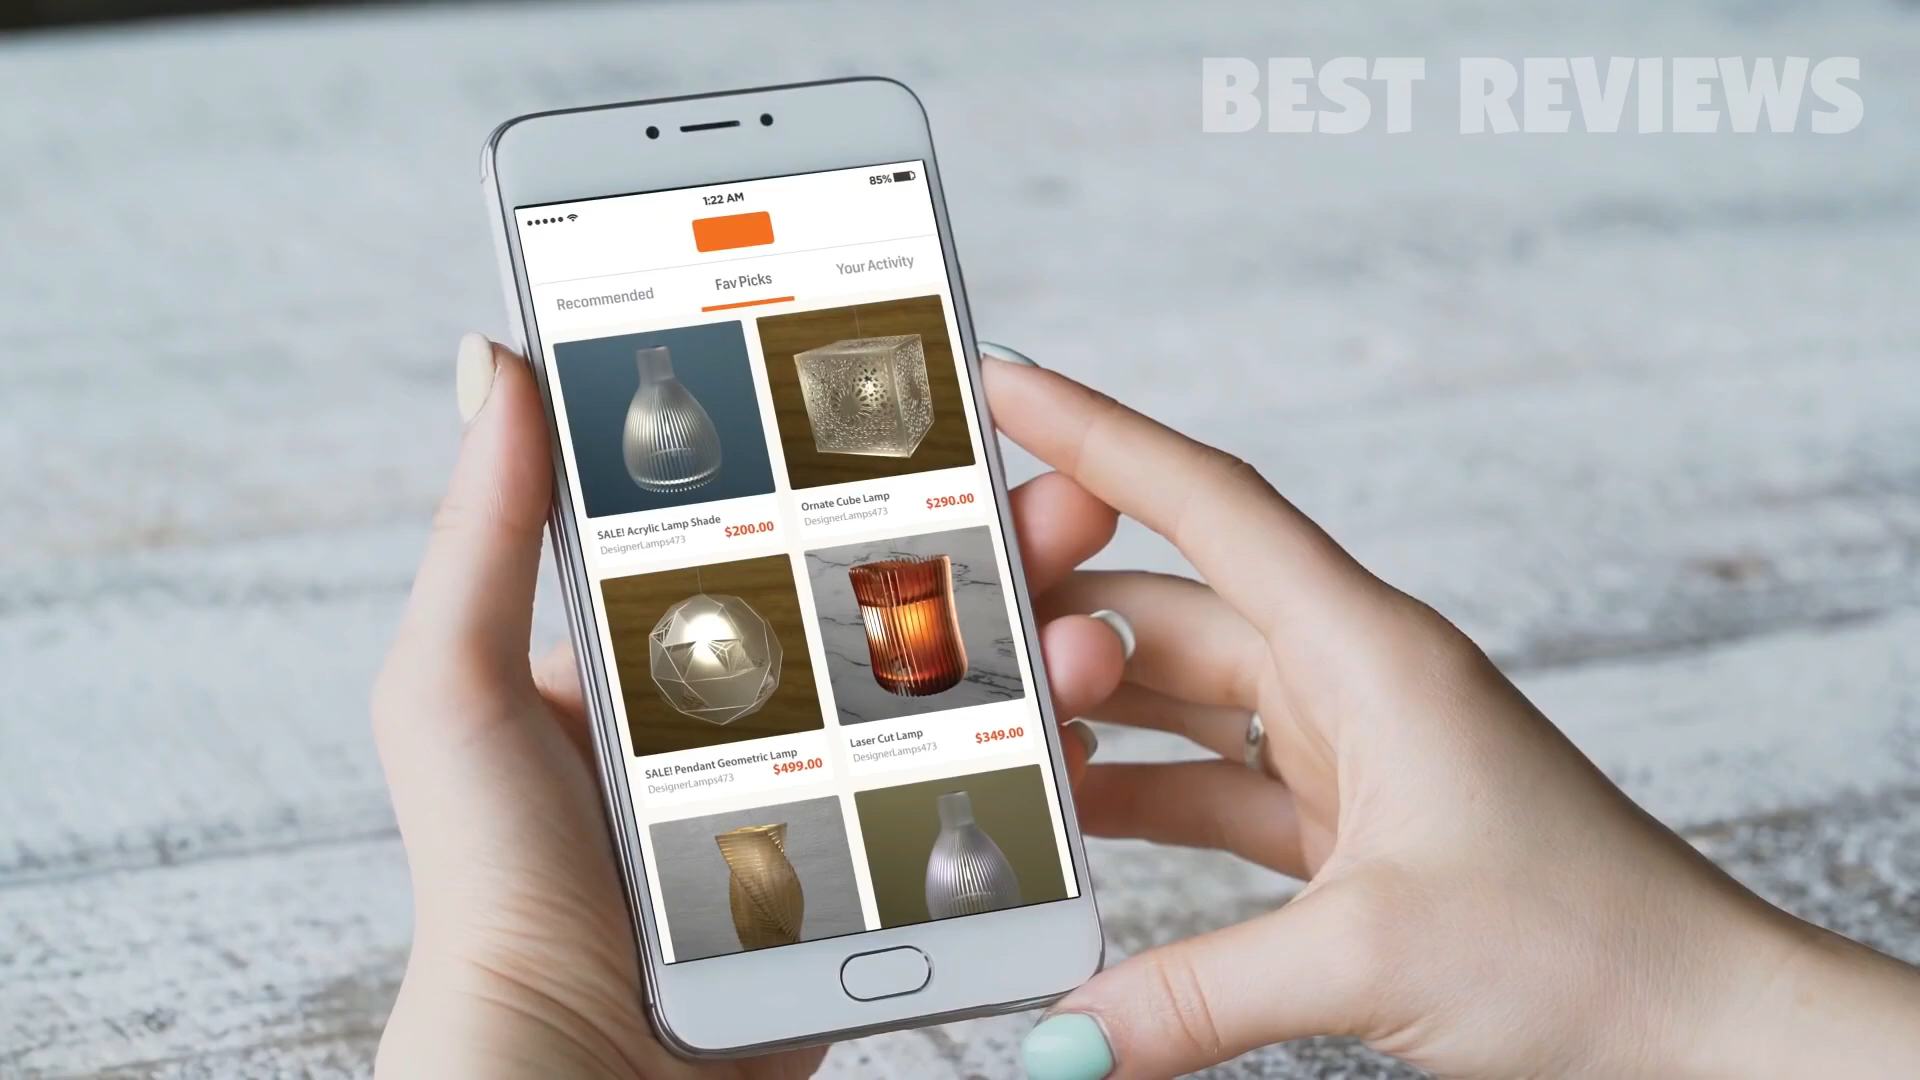 BEST REVIEWS
85%
1:22 AM
Recommended
Fav Picks
Your Activity
SALE! Acrylic Lamp Shade
DesignerLamps473
$200.00
Ornate Cube Lamp
DesignerLamps473
$290.00
SALE! Pendant Geometric Lamp
DesignerLamps473
$499.00
Laser Cut Lamp
DesignerLamps473
$349.00